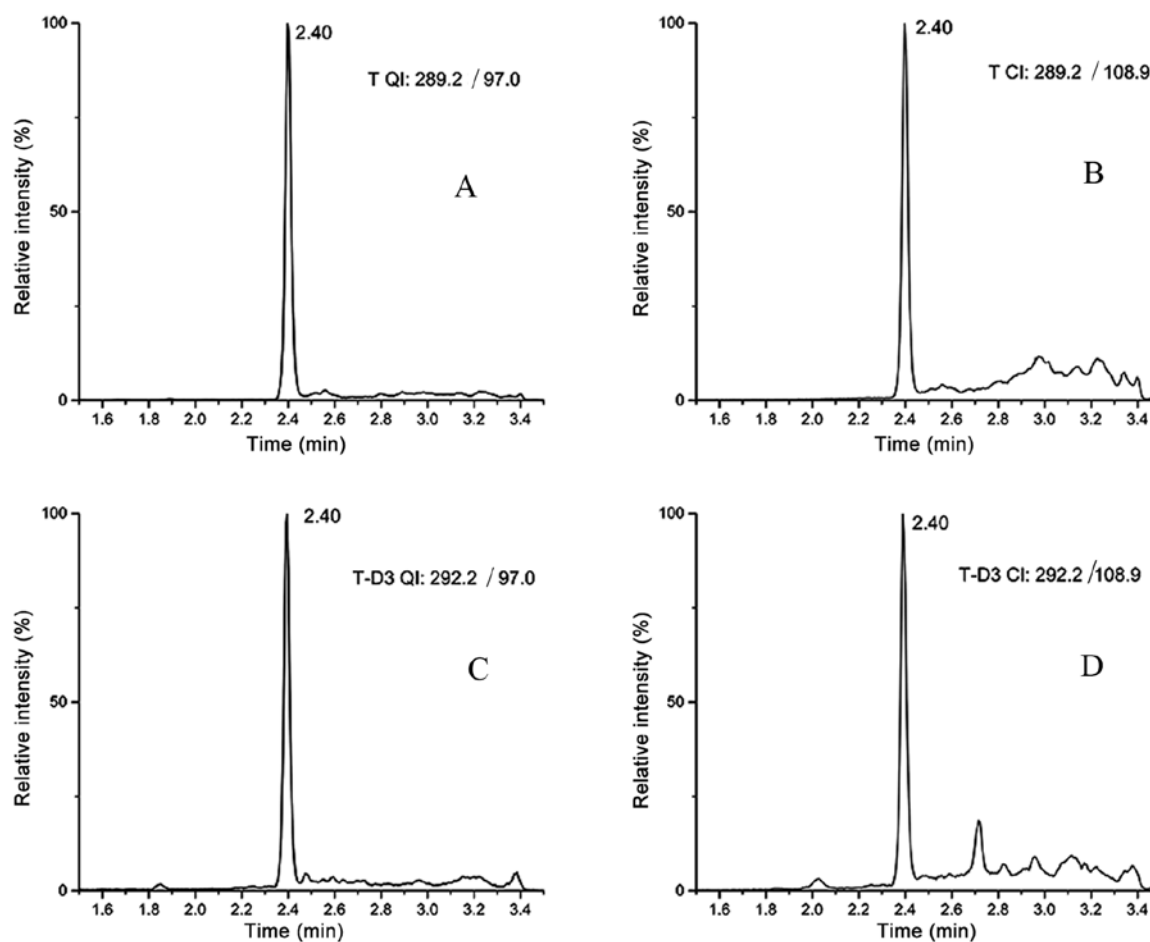 100
2.40
T QI: 289.2 / 97.0
A
50
0
Relative intensity (%)
1.6 1.8 2.0 2.2 2.4 2.6 2.8 3.0 3.2 3.4
Time (min)
100
2.40
T CI: 289.2 / 108.9
B
50
0
Relative intensity (%)
1.6 1.8 2.0 2.2 2.4 2.6 2.8 3.0 3.2 3.4
Time (min)
100
2.40
T-D3 QI: 292.2 / 97.0
C
50
0
Relative intensity (%)
1.6 1.8 2.0 2.2 2.4 2.6 2.8 3.0 3.2 3.4
Time (min)
100
2.40
T-D3 CI: 292.2 /108.9
D
50
0
Relative intensity (%)
1.6 1.8 2.0 2.2 2.4 2.6 2.8 3.0 3.2 3.4
Time (min)